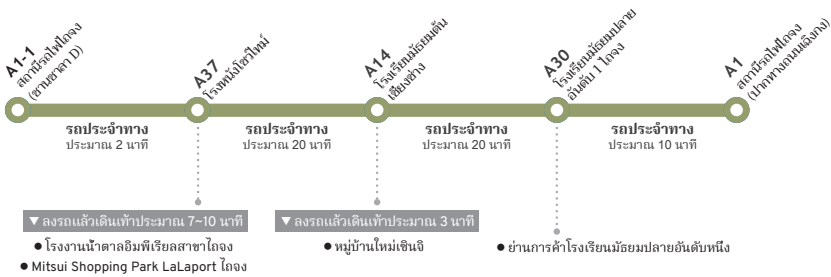 A1-1
สถานีรถไฟไถจง
(ชานชาลา D)
A37
โรงหนังโชว์ไทม์
A14
โรงเรียนมัธยมต้น
เซี่ยงซ่าง
A30
โรงเรียนมัธยมปลาย
อันดับ 1 ไถจง
A1
สถานีรถไฟไถจง
(ปากทางถนนเฉิงกง)
รถประจำทาง
ประมาณ 2 นาที
รถประจำทาง
ประมาณ 20 นาที
รถประจำทาง
ประมาณ 20 นาที
รถประจำทาง
ประมาณ 10 นาที
▼ ลงรถแล้วเดินเท้าประมาณ 7~10 นาที
● โรงงานน้ำตาลอิมพีเรียลสาขาไถจง
● Mitsui Shopping Park LaLaport ไถจง
▼ ลงรถแล้วเดินเท้าประมาณ 3 นาที
● หมู่บ้านใหม่เซินจี้
● ย่านการค้าโรงเรียนมัธยมปลายอันดับหนึ่ง